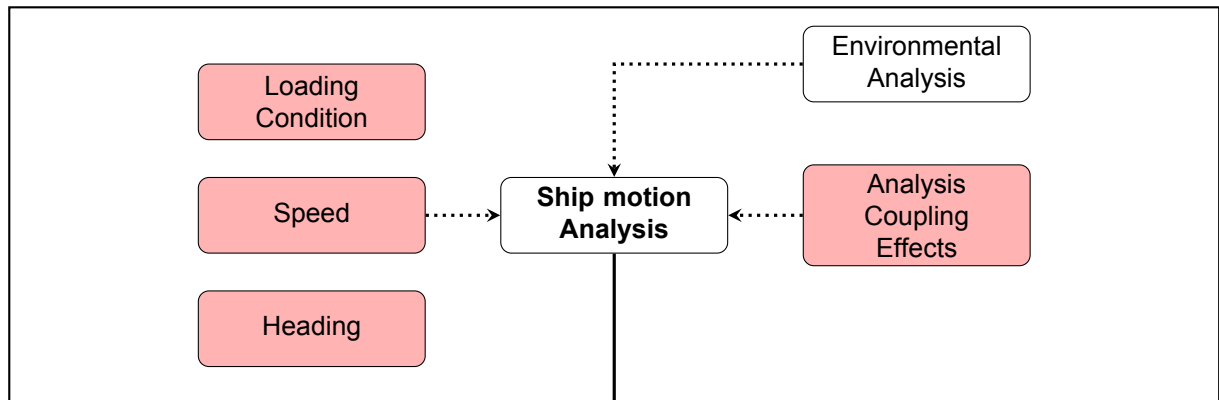 Environmental
Analysis
Loading
Condition
Speed
Ship motion
Analysis
Analysis
Coupling
Effects
Heading